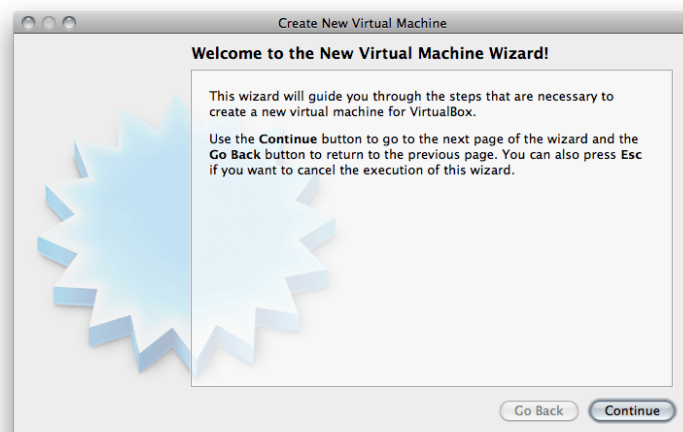 Create New Virtual Machine
Welcome to the New Virtual Machine Wizard!
This wizard will guide you through the steps that are necessary to
create a new virtual machine for VirtualBox.
Use the Continue button to go to the next page of the wizard and the
Go Back button to return to the previous page. You can also press Esc
if you want to cancel the execution of this wizard.
Go Back Continue